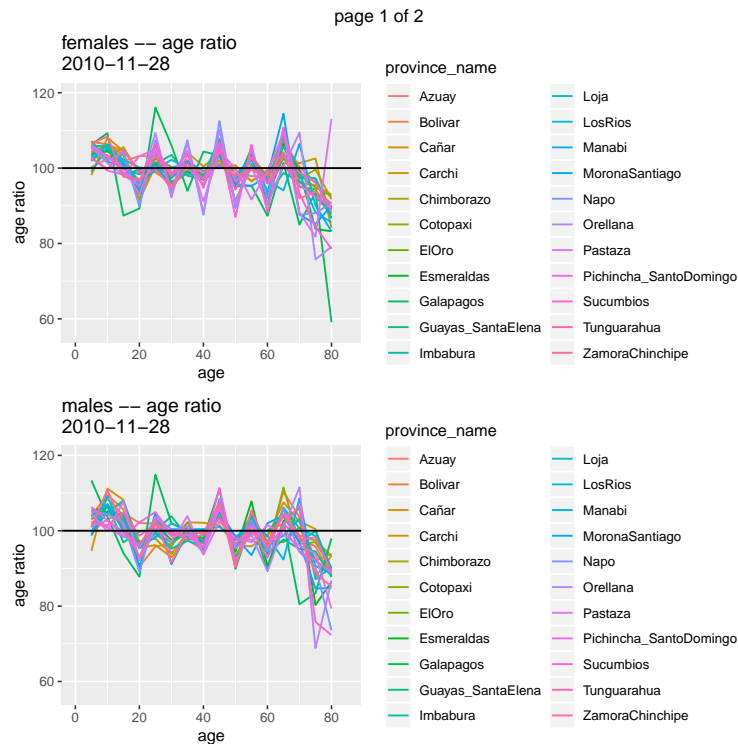 page 1 of 2
females −− age ratio
2010−11−28
120
100
80
60
0
20
40
60
80
age
age ratio
province_name
Azuay
Bolivar
Cañar
Carchi
Chimborazo
Cotopaxi
ElOro
Esmeraldas
Galapagos
Guayas_SantaElena
Imbabura
Loja
LosRios
Manabi
MoronaSantiago
Napo
Orellana
Pastaza
Pichincha_SantoDomingo
Sucumbios
Tunguarahua
ZamoraChinchipe
males −− age ratio
2010−11−28
120
100
80
60
0
20
40
60
80
age
age ratio
province_name
Azuay
Bolivar
Cañar
Carchi
Chimborazo
Cotopaxi
ElOro
Esmeraldas
Galapagos
Guayas_SantaElena
Imbabura
Loja
LosRios
Manabi
MoronaSantiago
Napo
Orellana
Pastaza
Pichincha_SantoDomingo
Sucumbios
Tunguarahua
ZamoraChinchipe